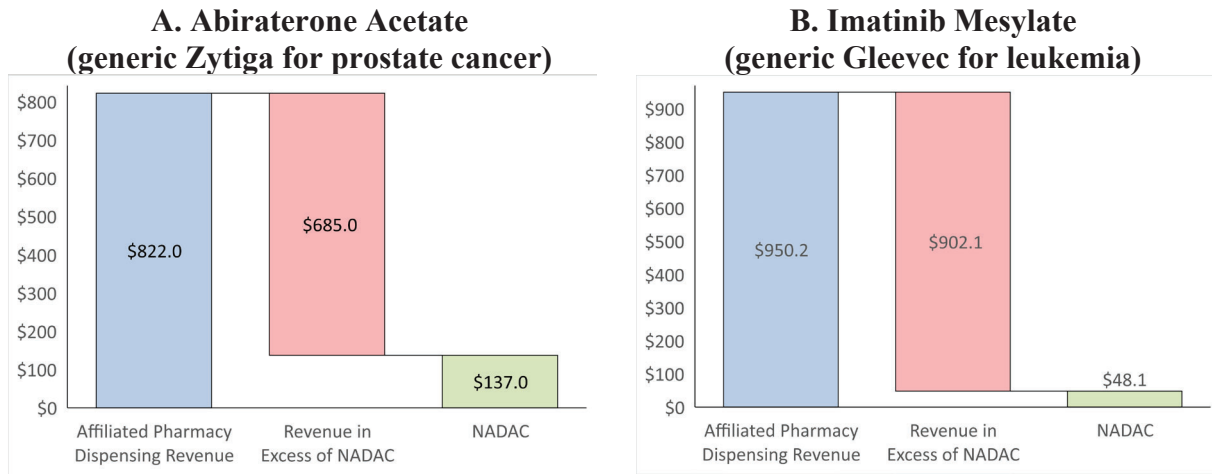 A. Abiraterone Acetate
(generic Zytiga for prostate cancer)
$800
$700
$600
$500
$400
$300
$200
$100
$0
$822.0
$685.0
$137.0
Affiliated Pharmacy
Dispensing Revenue
Revenue in
Excess of NADAC
NADAC
B. Imatinib Mesylate
(generic Gleevec for leukemia)
$900
$800
$700
$600
$500
$400
$300
$200
$100
$0
$950.2
$902.1
$48.1
Affiliated Pharmacy
Dispensing Revenue
Revenue in
Excess of NADAC
NADAC